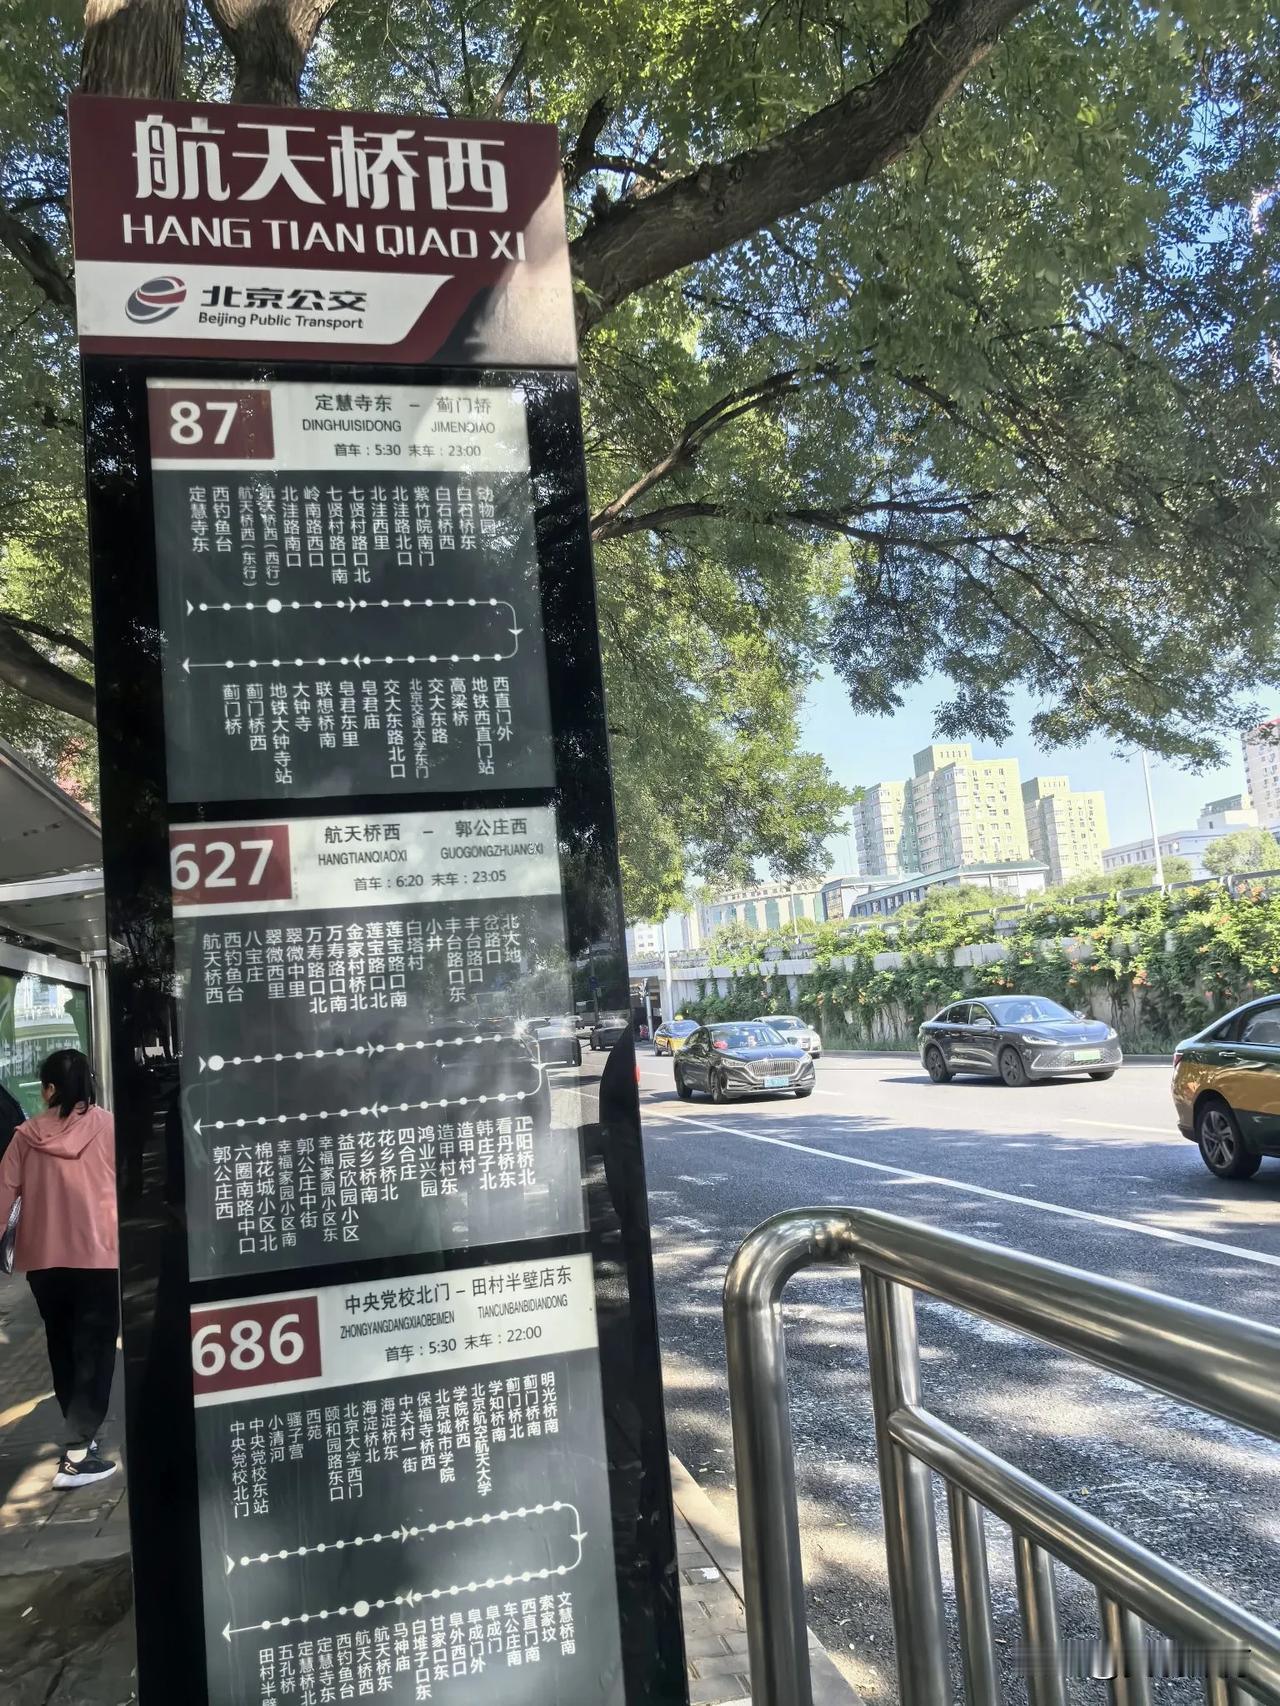 航天桥西
HANG TIAN QIAO XI
北京公交
Beijing Public Transport
87
定慧寺东 – 蓟门桥
DINGHUISIDONG JIMENQIAO
首车：5:30 末车：23:00
定慧寺东
西钓鱼台
航天桥西（东行）
航天桥西（西行）
北洼路南口
岭南路西口
七贤村路口南
七贤村路口北
北洼西里
北洼路北口
紫竹院南门
白石桥西
白石桥东
动物园
西直门外
地铁西直门站
高梁桥
交大东路
北京交通大学东门
交大东路北口
皂君庙
皂君东里
联想桥南
大钟寺
地铁大钟寺站
蓟门桥西
蓟门桥
627
航天桥西 – 郭公庄西
HANGTIANQIAOXI GUOGONGZHUANGXI
首车：6:20 末车：23:05
航天桥西
西钓鱼台
八宝庄
翠微西里
翠微中里
万寿路口北
万寿路口南
金家村桥北
莲宝路口北
莲宝路口南
白塔村
小井
丰台路口东
丰台路口
岔路口
北大地
正阳桥北
看丹桥东
韩庄子北
造甲村
造甲村东
鸿业兴园
四合庄
花乡桥北
花乡桥南
益辰欣园小区
幸福家园小区东
郭公庄中街
幸福家园小区南
棉花城小区北
六圈南路中口
郭公庄西
686
中央党校北门 – 田村半壁店东
ZHONGYANGDANGXIAOBEIMEN TIANCUNBANBIDIANDONG
首车：5:30 末车：22:00
中央党校北门
中央党校东站
小清河
骚子营
西苑
颐和园路东口
北京大学西门
海淀桥北
海淀桥东
中关村一街
保福寺桥西
北京城市学院
学院桥西
北京航空航天大学
学知桥南
蓟门桥北
蓟门桥南
明光桥南
文慧桥南
索家坟
西直门南
车公庄南
阜成门
阜成门外
阜外西口
甘家口东
白堆子口东
马神庙
航天桥东
航天桥西
西钓鱼台
定慧寺东
定慧桥北
五孔桥
田村半壁